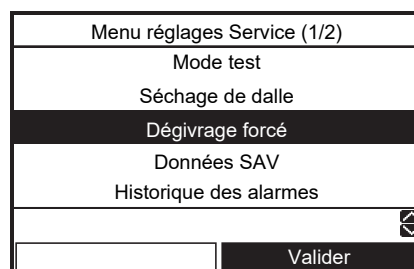 Menu réglages Service (1/2)
Mode test
Séchage de dalle
Dégivrage forcé
Données SAV
Historique des alarmes
Valider